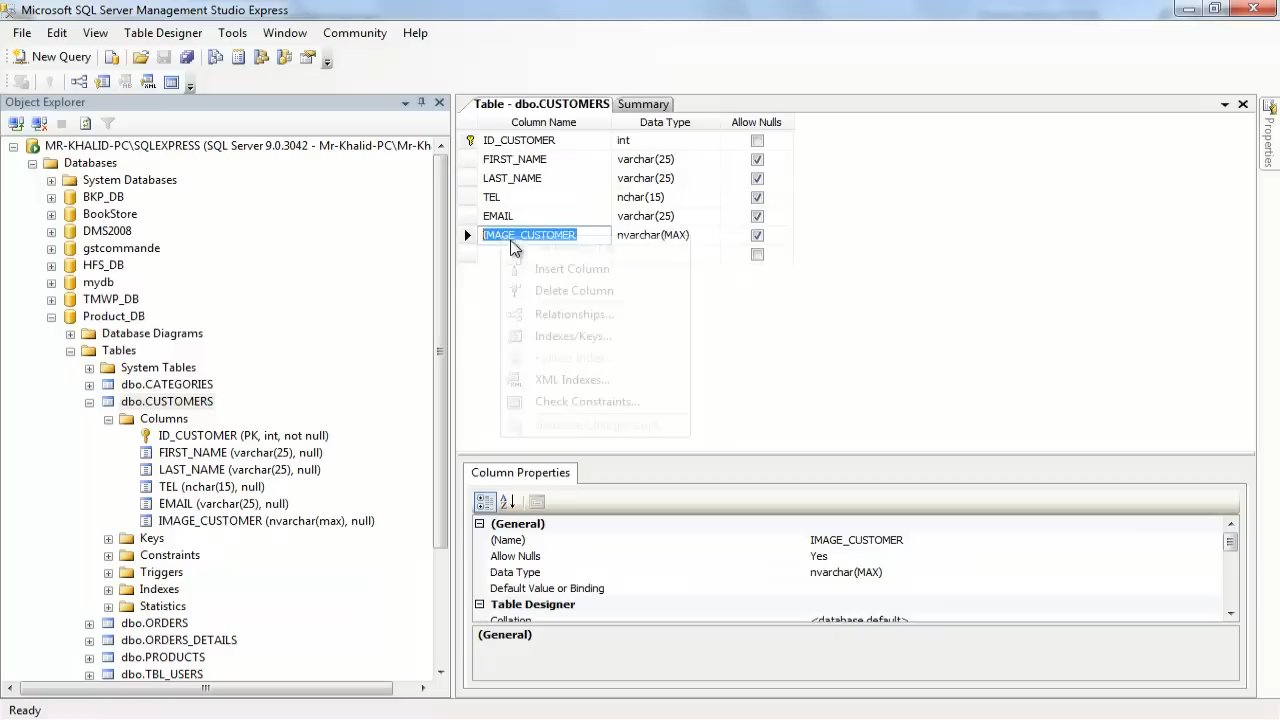 Microsoft SQL Server Management Studio Express
File Edit View Table Designer Tools Window Community Help
New Query
Object Explorer
MR-KHALID-PC\SQLEXPRESS (SQL Server 9.0.3042 - Mr-Khalid-PC\Mr-Kh
Databases
System Databases
BKP_DB
BookStore
DMS2008
gstcommande
HFS_DB
mydb
TMWP_DB
Product_DB
Database Diagrams
Tables
System Tables
dbo.CATEGORIES
dbo.CUSTOMERS
Columns
ID_CUSTOMER (PK, int, not null)
FIRST_NAME (varchar(25), null)
LAST_NAME (varchar(25), null)
TEL (nchar(15), null)
EMAIL (varchar(25), null)
IMAGE_CUSTOMER (nvarchar(max), null)
Keys
Constraints
Triggers
Indexes
Statistics
dbo.ORDERS
dbo.ORDERS_DETAILS
dbo.PRODUCTS
dbo.TBL_USERS
Table - dbo.CUSTOMERS Summary
Column Name Data Type Allow Nulls
ID_CUSTOMER int
FIRST_NAME varchar(25)
LAST_NAME varchar(25)
TEL nchar(15)
EMAIL varchar(25)
IMAGE_CUSTOMER nvarchar(MAX)
Insert Column
Delete Column
Relationships...
Indexes/Keys...
XML Indexes...
Check Constraints...
Column Properties
(General)
(Name) IMAGE_CUSTOMER
Allow Nulls Yes
Data Type nvarchar(MAX)
Default Value or Binding
Table Designer
Collation <database default>
(General)
Properties
Ready